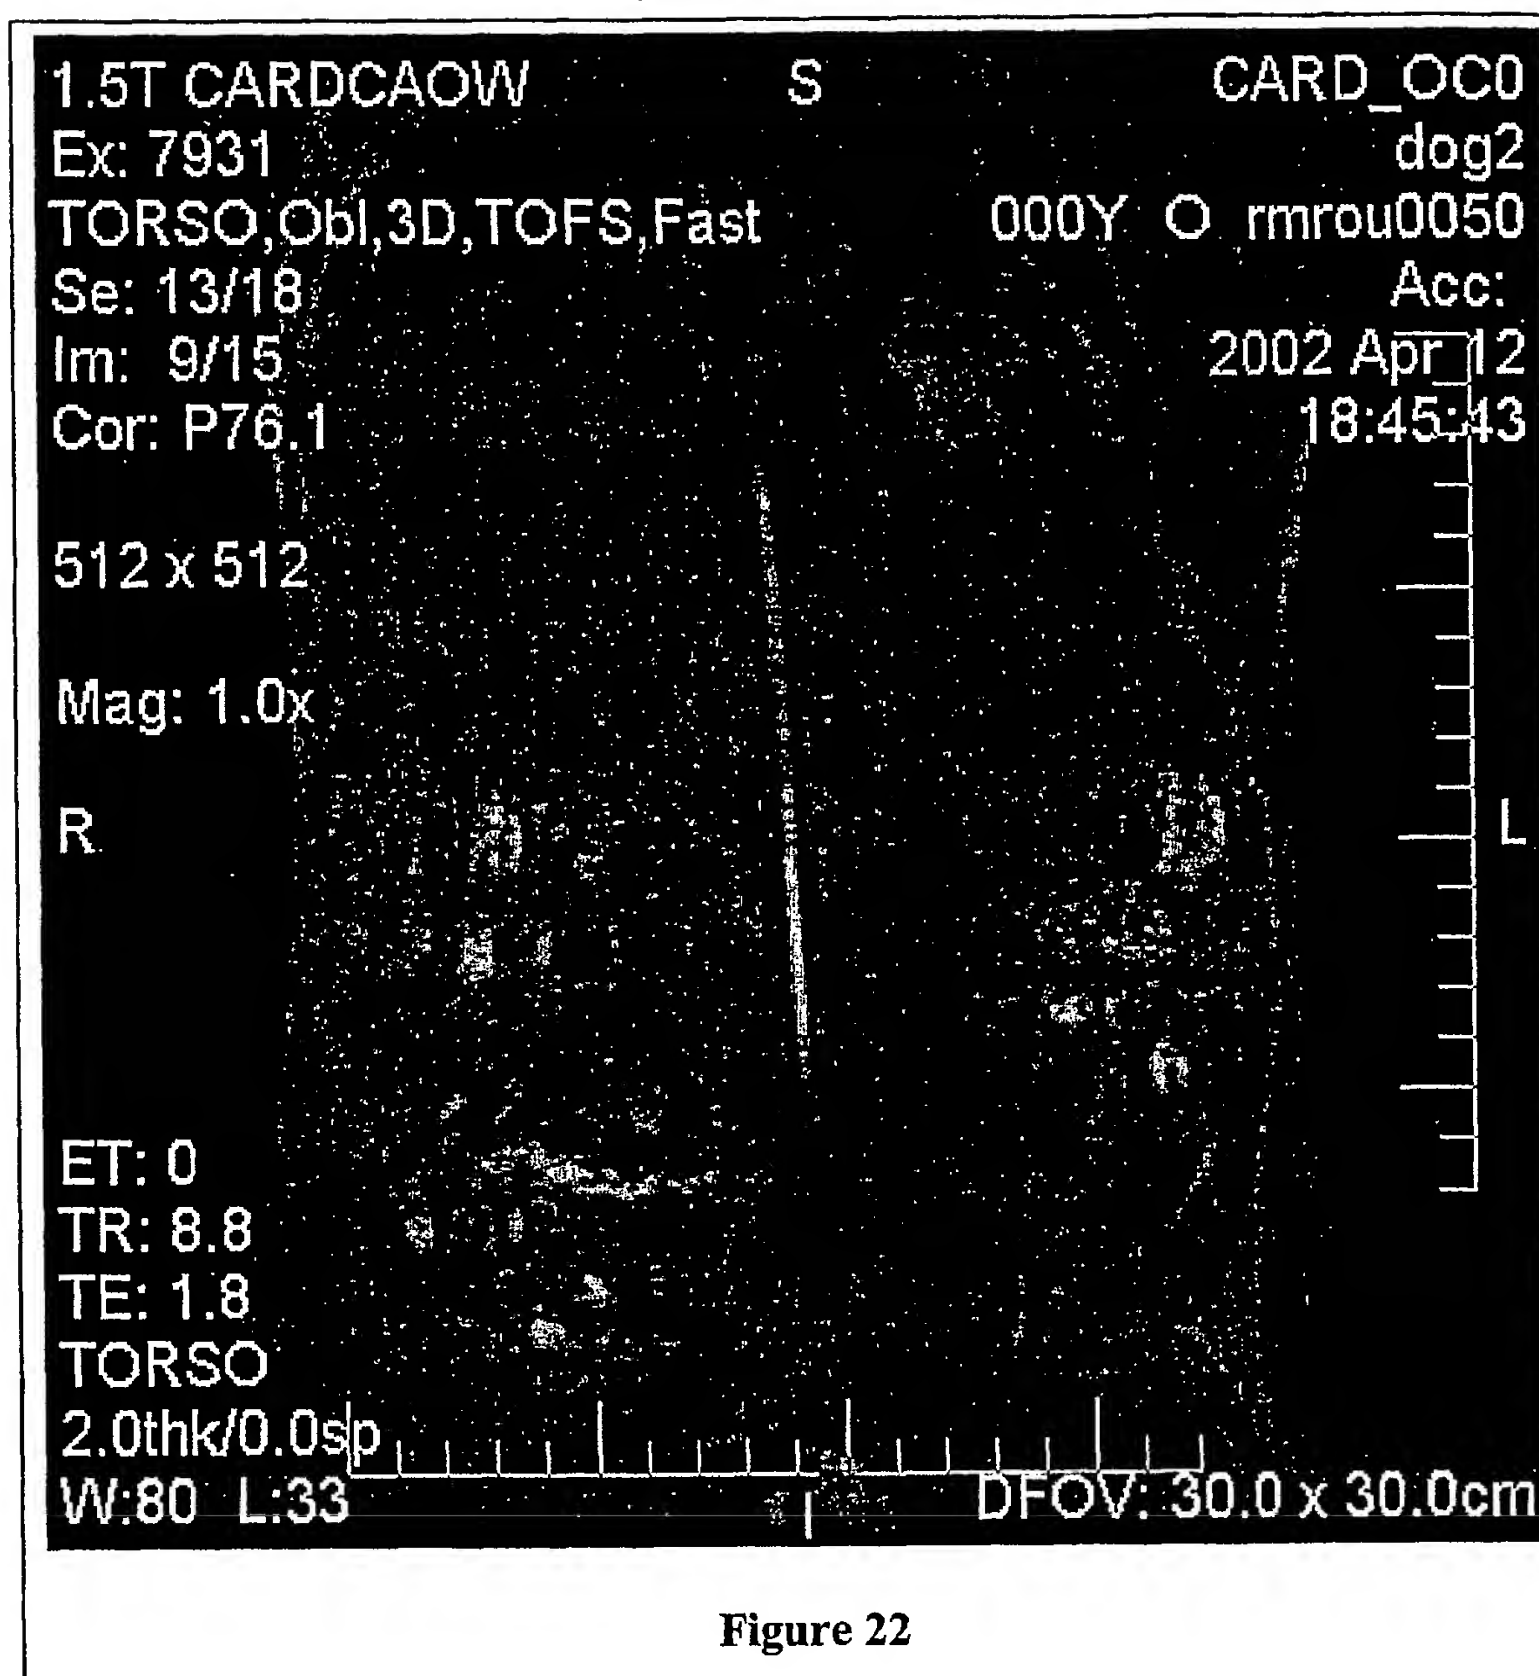 1.5T CARDCAOW
Ex: 7931
TORSO,Obl,3D,TOFS,Fast
Se: 13/18
Im: 9/15
Cor: P76.1
512 x 512
Mag: 1.0x
R
S
CARD_OC0
dog2
000Y O rmrou0050
Acc:
2002 Apr 12
18:45:43
L
ET: 0
TR: 8.8
TE: 1.8
TORSO
2.0thk/0.0sp
W:80 L:33
I
DFOV: 30.0 x 30.0cm
Figure 22